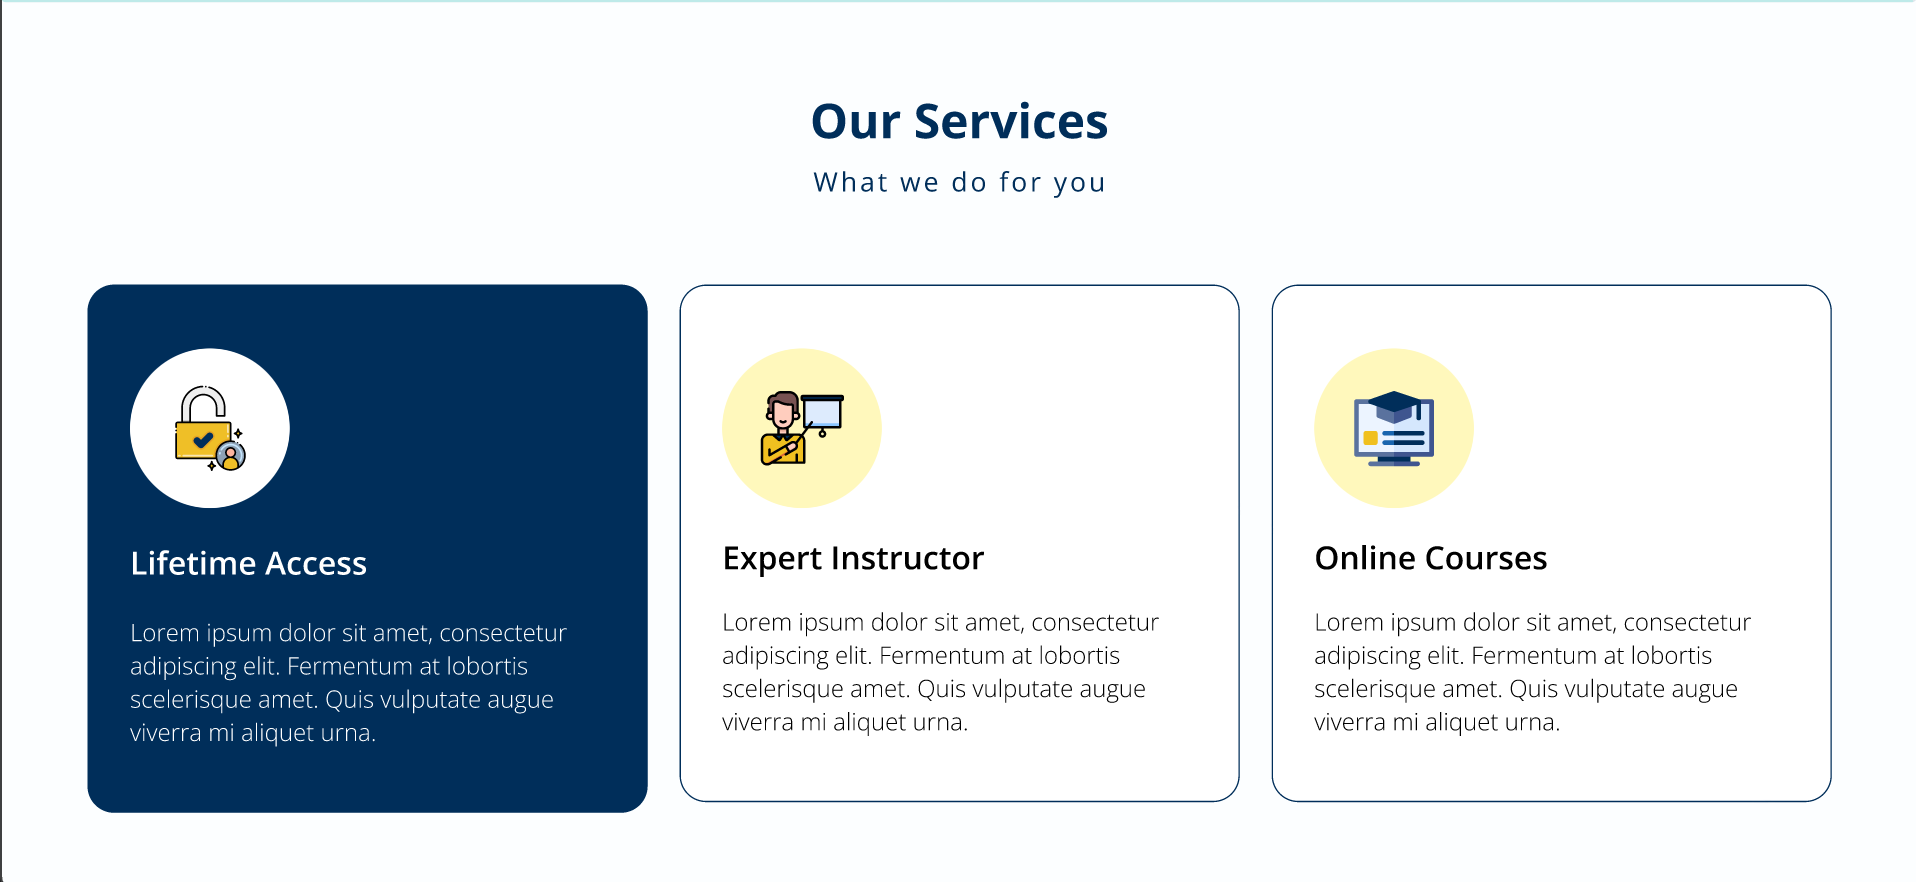 Our Services
What we do for you
Lifetime Access
Lorem ipsum dolor sit amet, consectetur
adipiscing elit. Fermentum at lobortis
scelerisque amet. Quis vulputate augue
viverra mi aliquet urna.
Expert Instructor
Lorem ipsum dolor sit amet, consectetur
adipiscing elit. Fermentum at lobortis
scelerisque amet. Quis vulputate augue
viverra mi aliquet urna.
Online Courses
Lorem ipsum dolor sit amet, consectetur
adipiscing elit. Fermentum at lobortis
scelerisque amet. Quis vulputate augue
viverra mi aliquet urna.